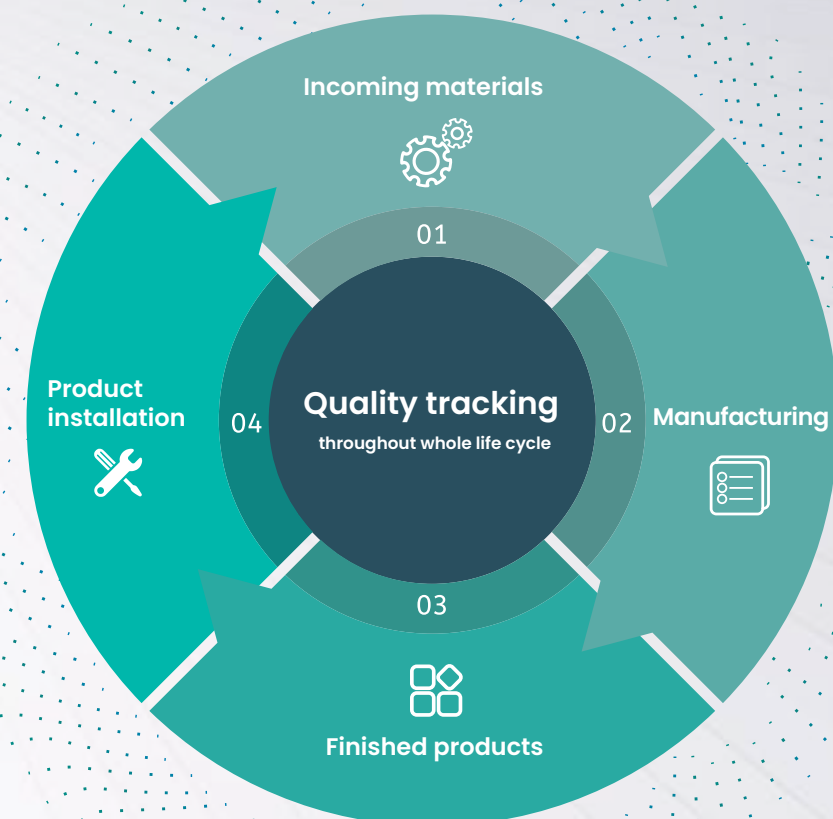 Incoming materials
01
Quality tracking
throughout whole life cycle
02
Manufacturing
03
Finished products
04
Product
installation